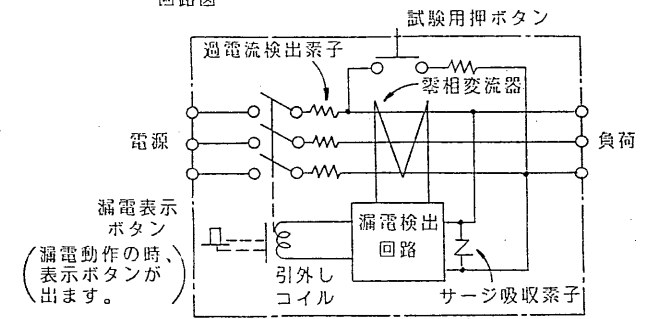 回路図
試験用押ボタン
過電流検出素子
零相変流器
電源
負荷
漏電表示
ボタン
(漏電動作の時、
表示ボタンが
出ます。)
漏電検出
回路
引外し
コイル
サージ吸収素子